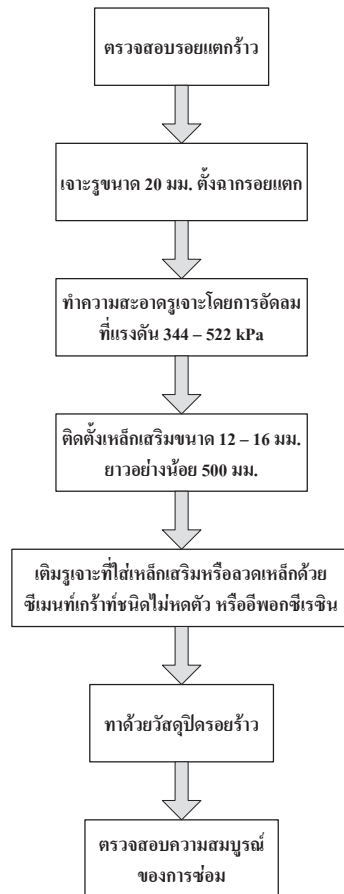 ตรวจสอบรอยแตกร้าว
เจาะรูขนาด 20 มม. ตั้งฉากรอยแตก
ทำความสะอาดรูเจาะโดยการอัดลม
ที่แรงดัน 344 – 522 kPa
ติดตั้งเหล็กเสริมขนาด 12 – 16 มม.
ยาวอย่างน้อย 500 มม.
เติมรูเจาะที่ใส่เหล็กเสริมหรือลวดเหล็กด้วย
ซีเมนท์เกร้าท์ชนิดไม่หดตัว หรืออีพอกซีเรซิน
ทาด้วยวัสดุปิดรอยร้าว
ตรวจสอบความสมบูรณ์
ของการซ่อม